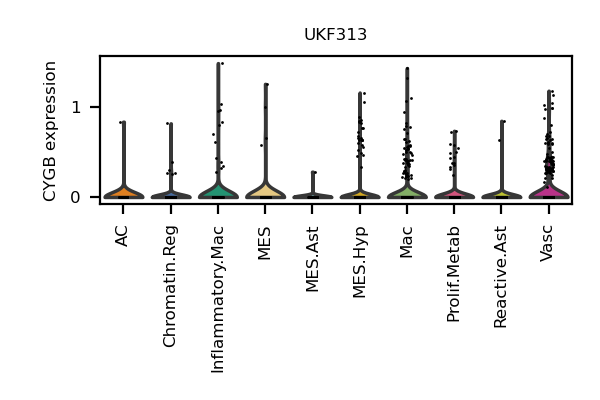 UKF313
CYGB expression
1
0
AC
Chromatin.Reg
Inflammatory.Mac
MES
MES.Ast
MES.Hyp
Mac
Prolif.Metab
Reactive.Ast
Vasc